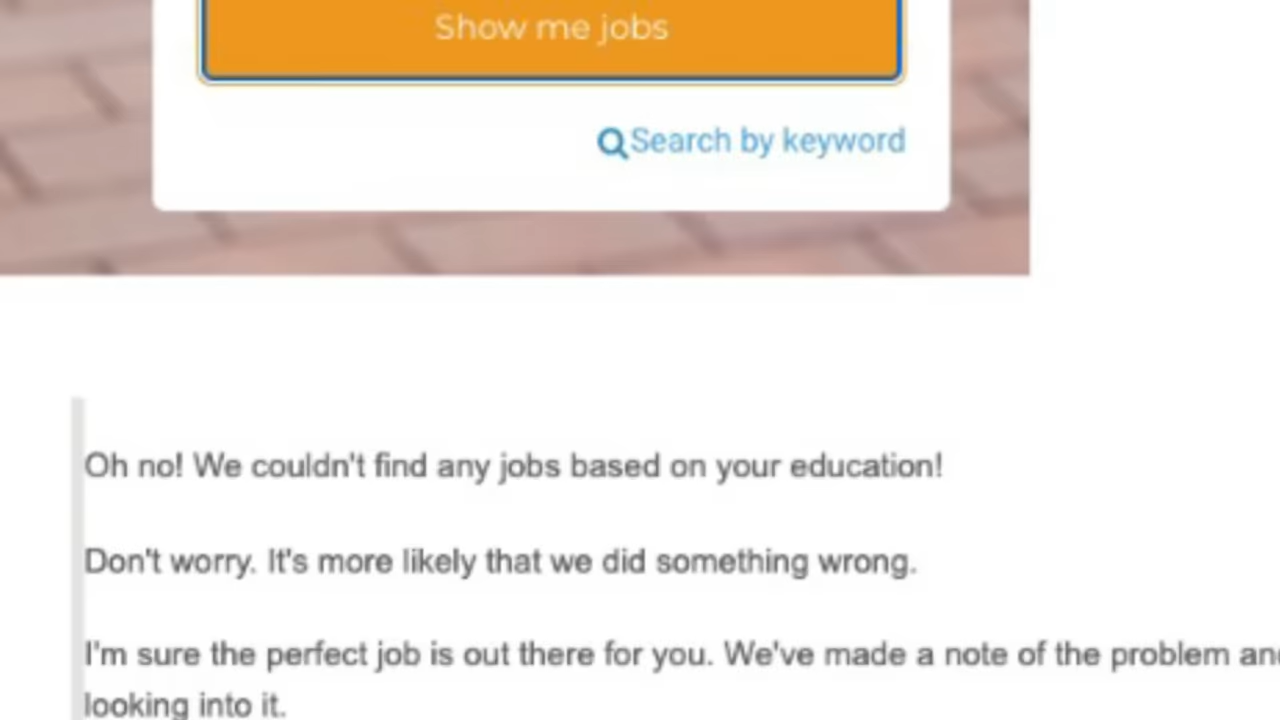 Show me jobs
Search by keyword
Oh no! We couldn't find any jobs based on your education!
Don't worry. It's more likely that we did something wrong.
I'm sure the perfect job is out there for you. We've made a note of the problem and
looking into it.